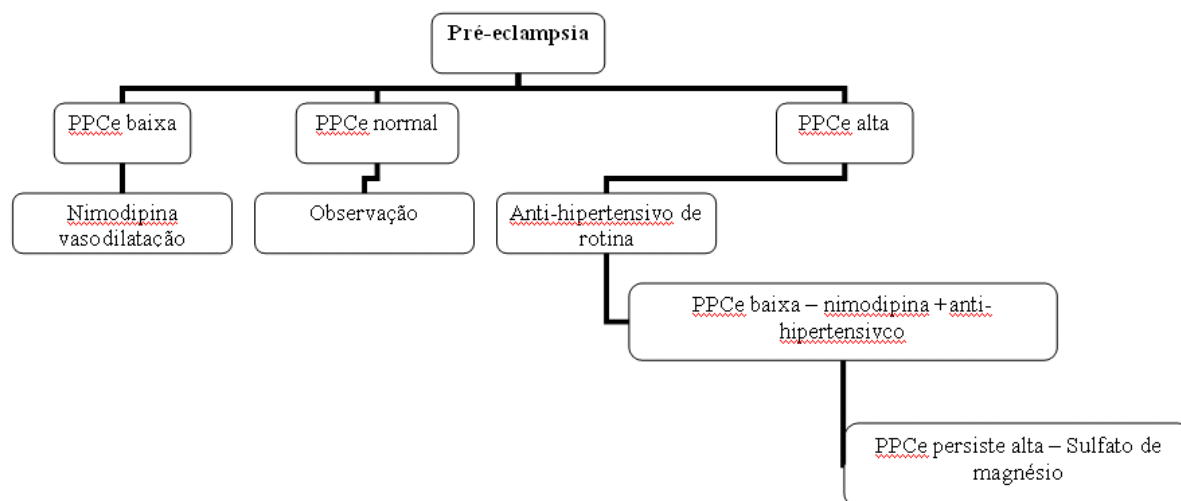 Pré-eclampsia
PPCe baixa
PPCe normal
PPCe alta
Nimodipina
vasodilatação
Observação
Anti-hipertensivo de
rotina
PPCe baixa – nimodipina +anti-
hipertensivco
PPCe persiste alta – Sulfato de
magnésio